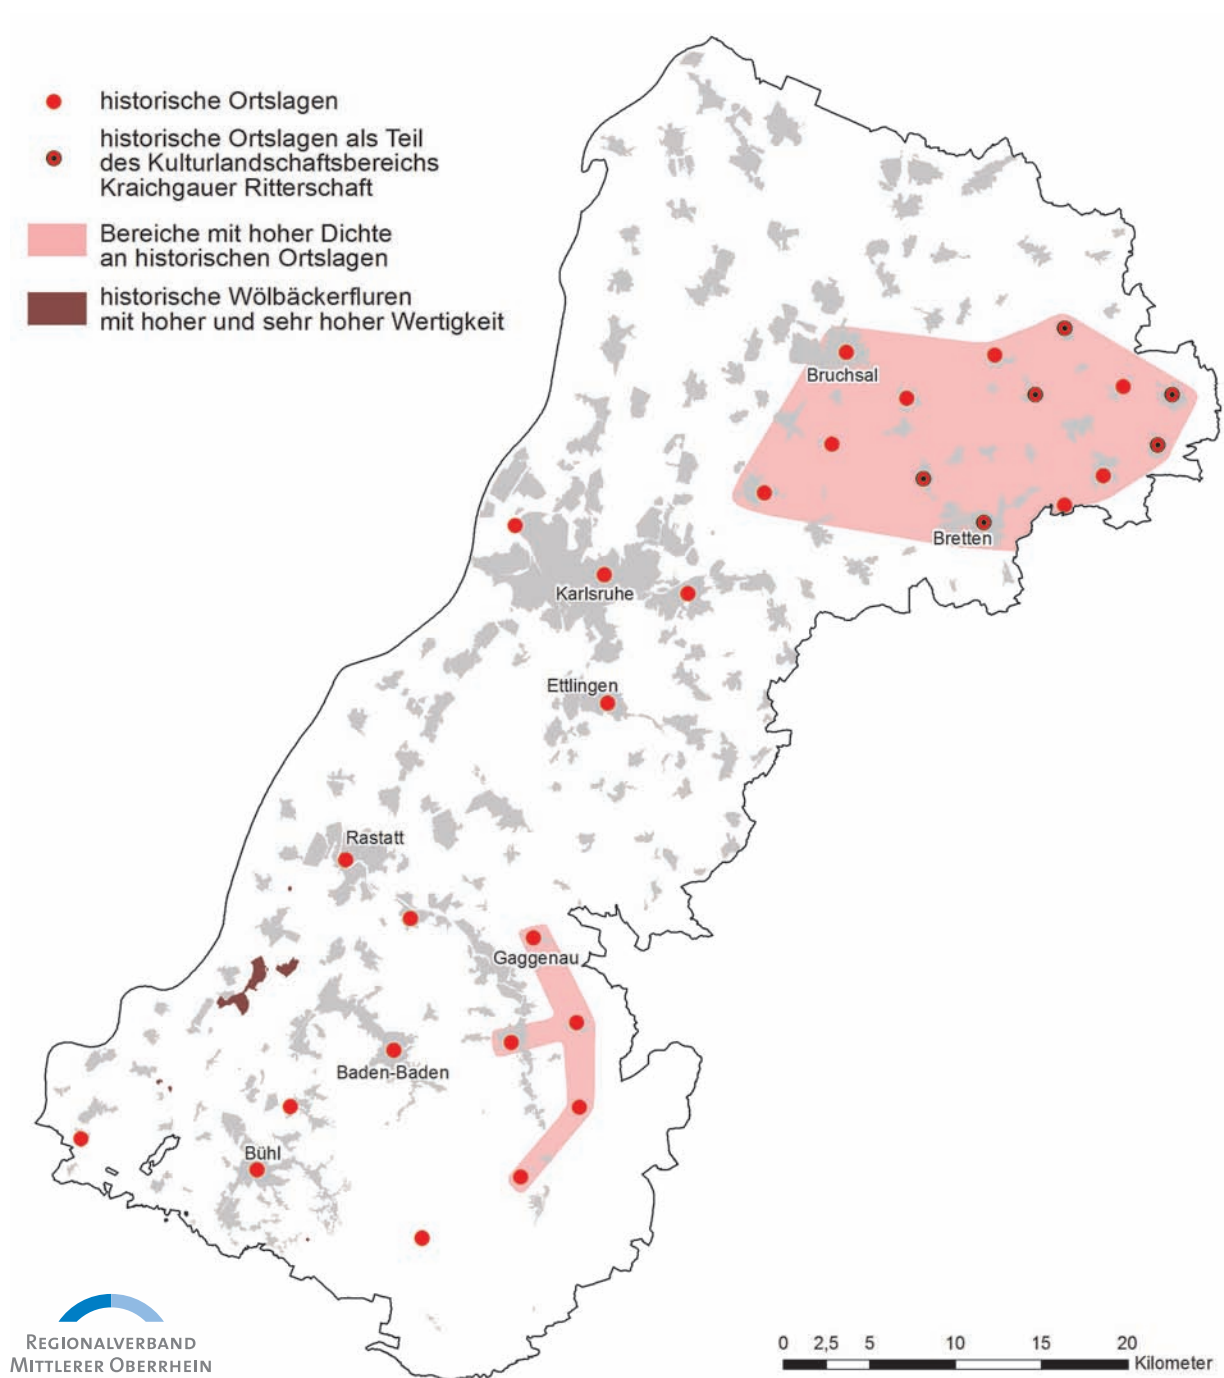 historische Ortslagen
historische Ortslagen als Teil
des Kulturlandschaftsbereichs
Kraichgauer Ritterschaft
Bereiche mit hoher Dichte
an historischen Ortslagen
historische Wölbäckerfluren
mit hoher und sehr hoher Wertigkeit
Bruchsal
Bretten
Karlsruhe
Ettlingen
Rastatt
Gaggenau
Baden-Baden
Bühl
REGIONALVERBAND
MITTLERER OBERRHEIN
0 2,5 5 10 15 20
Kilometer